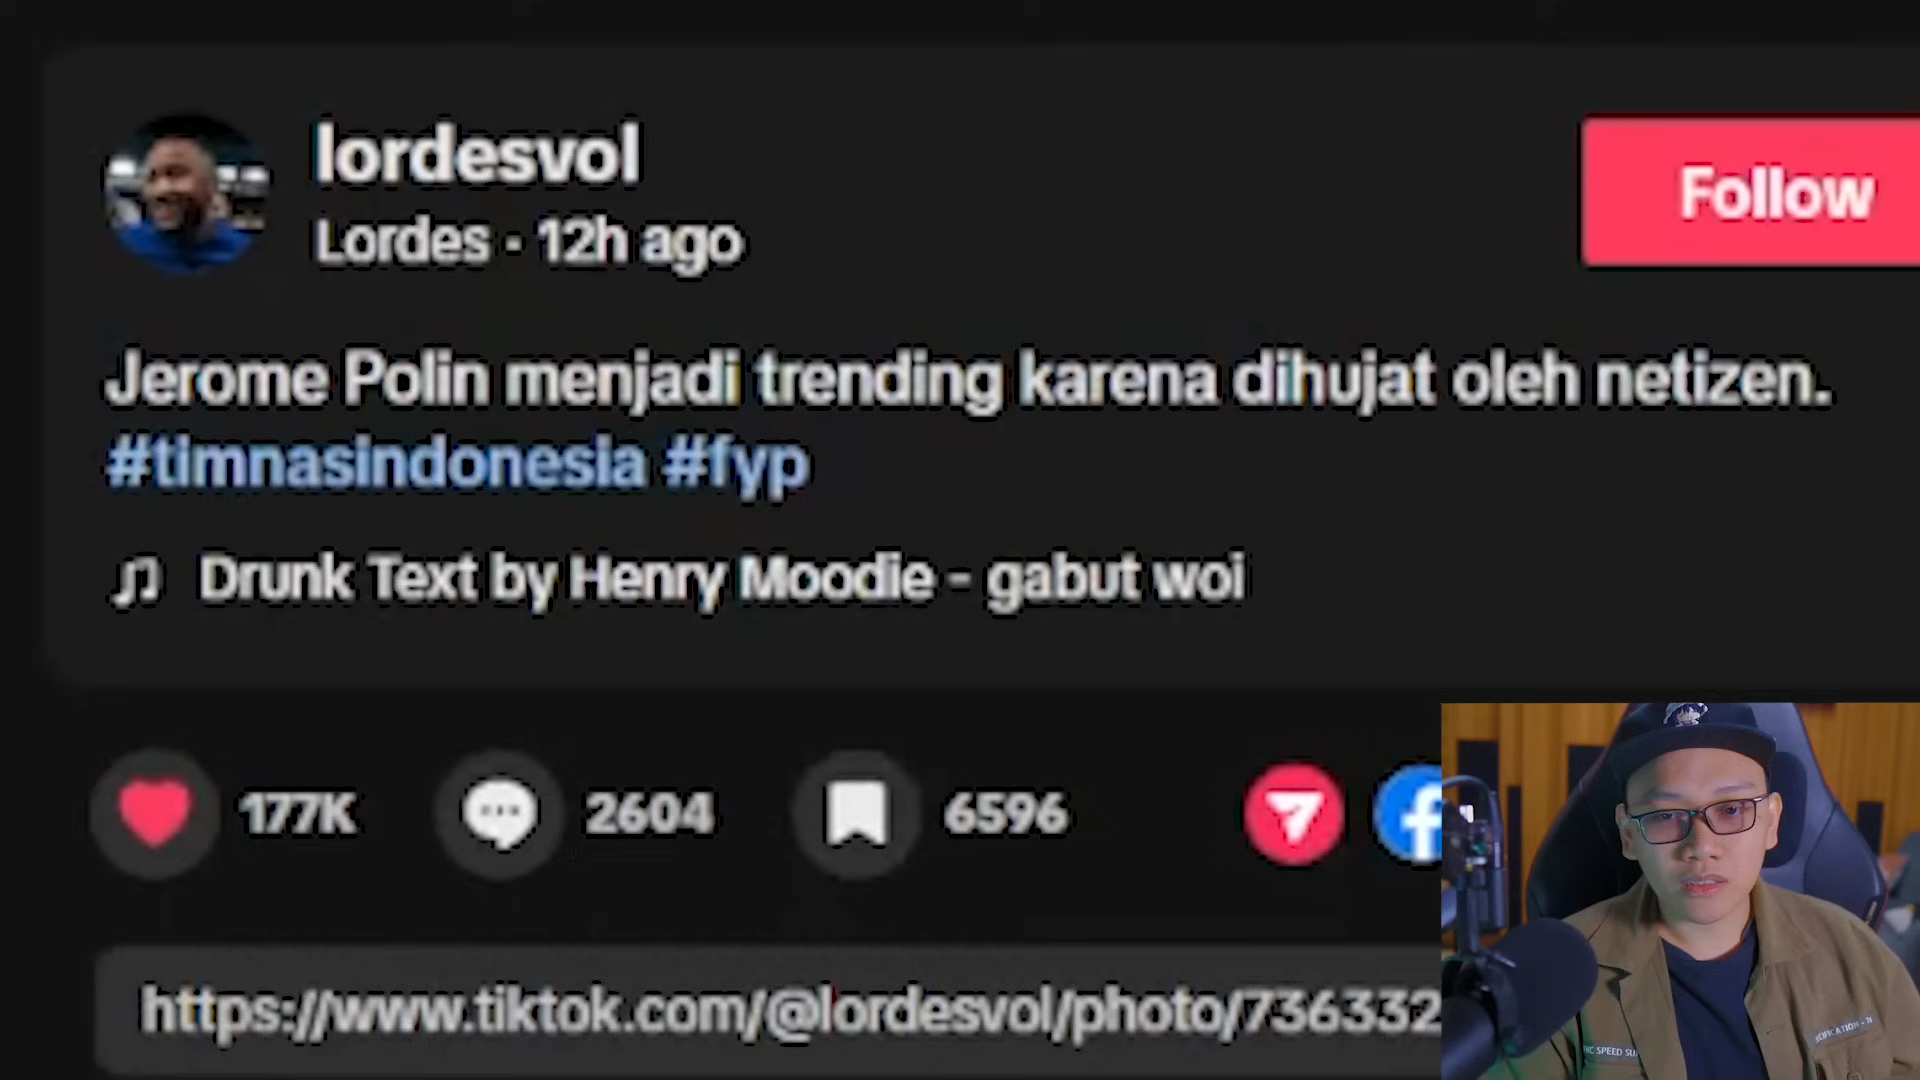 lordesvol
Lordes · 12h ago
Follow
Jerome Polin menjadi trending karena dihujat oleh netizen.
#timnasindonesia #fyp
Drunk Text by Henry Moodie - gabut woi
177K
2604
6596
https://www.tiktok.com/@lordesvol/photo/736332
SPEED